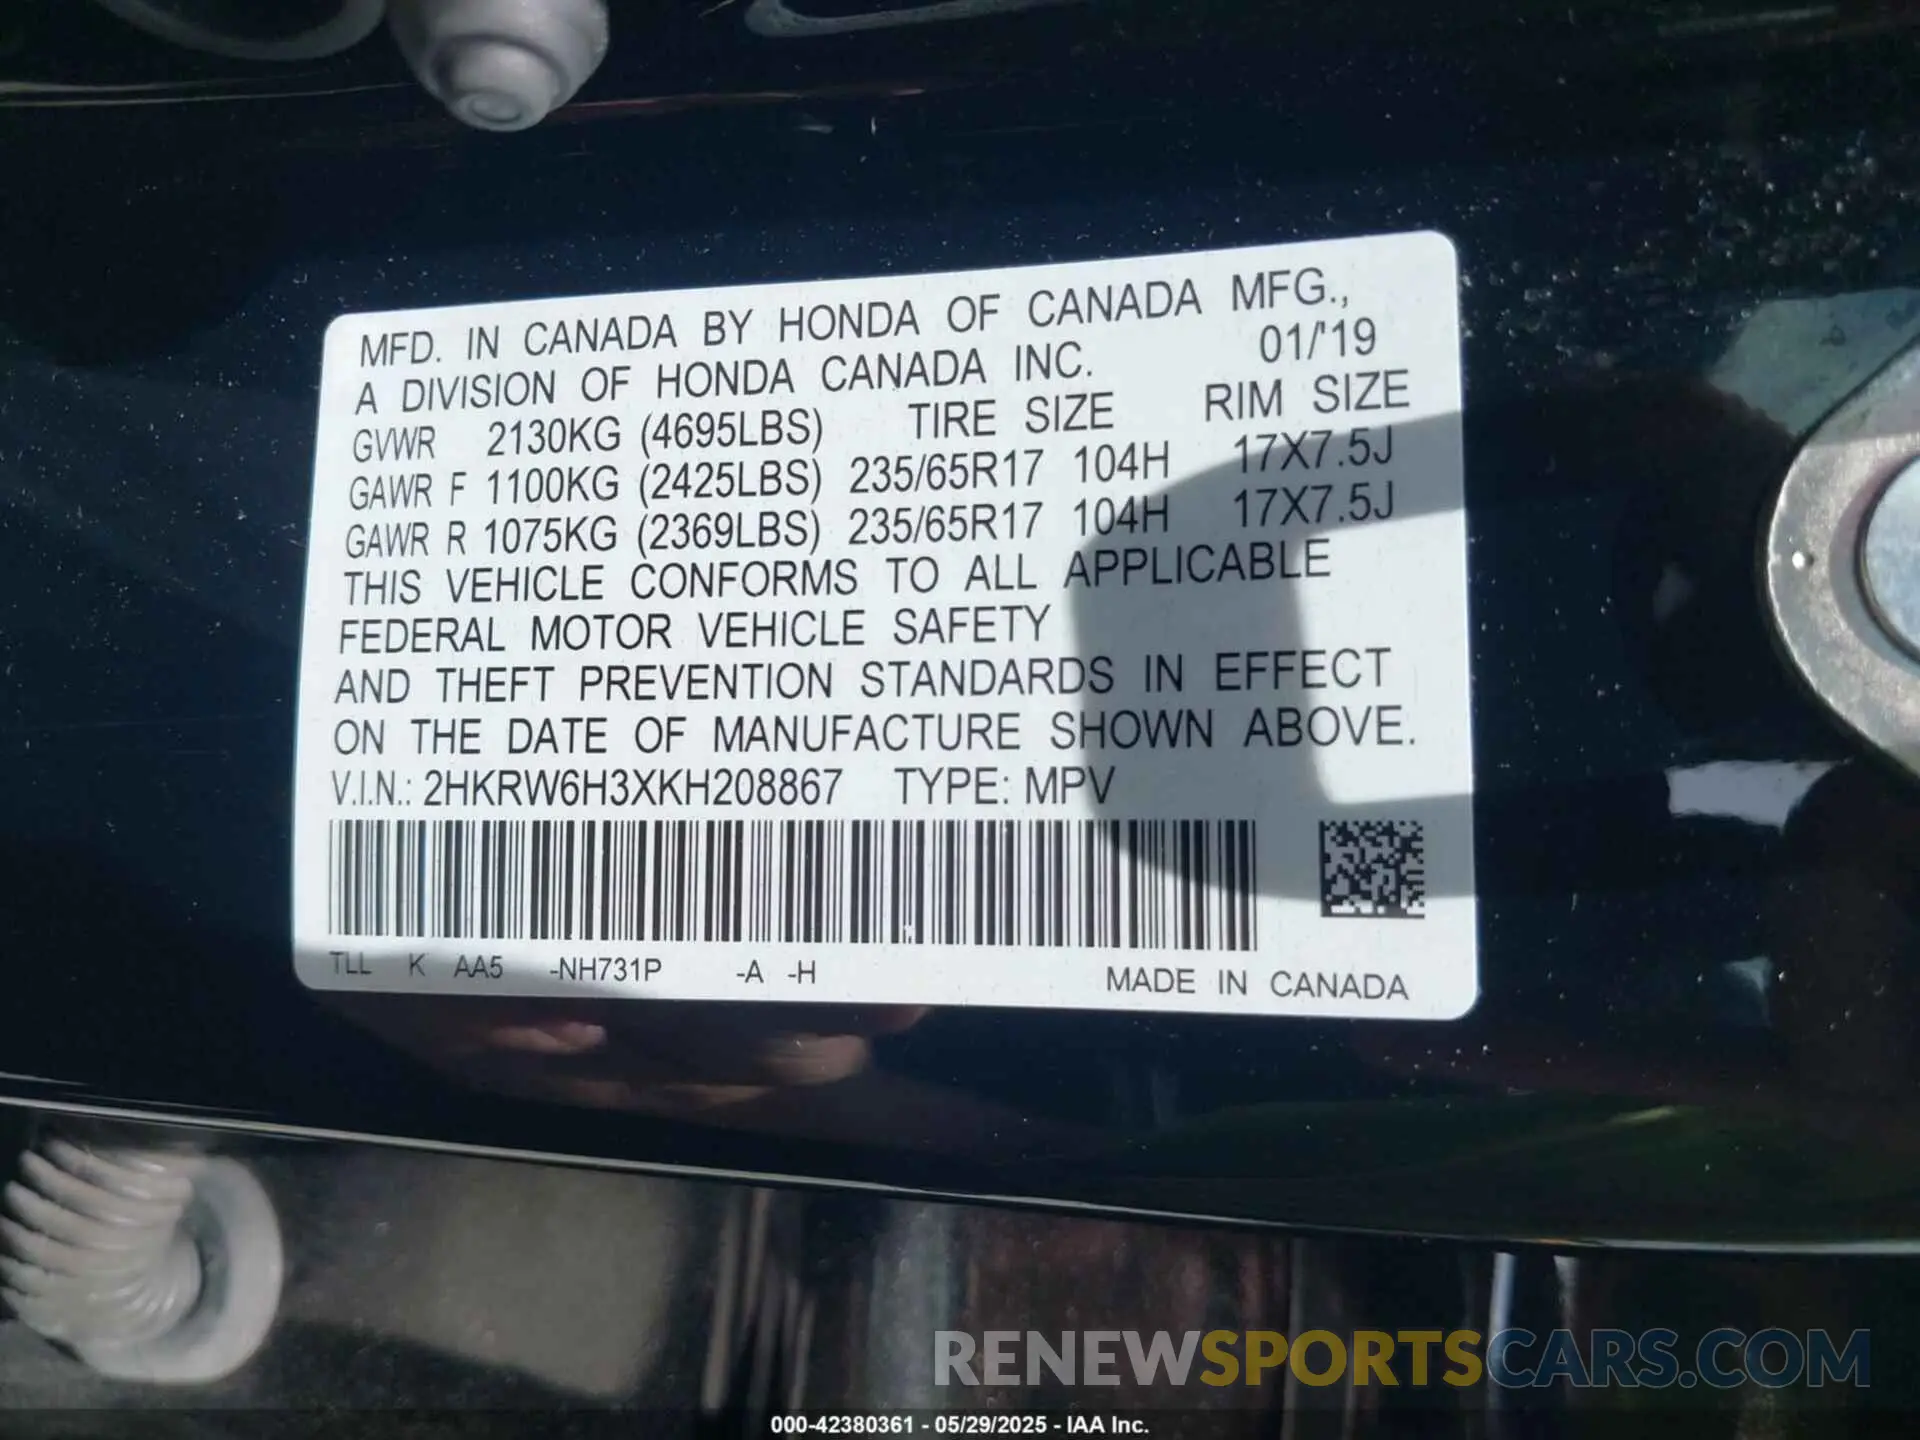 MFD. IN CANADA BY HONDA OF CANADA MFG.,
A DIVISION OF HONDA CANADA INC. 01/'19
GVWR 2130KG (4695LBS) TIRE SIZE RIM SIZE
GAWR F 1100KG (2425LBS) 235/65R17 104H 17X7.5J
GAWR R 1075KG (2369LBS) 235/65R17 104H 17X7.5J
THIS VEHICLE CONFORMS TO ALL APPLICABLE
FEDERAL MOTOR VEHICLE SAFETY
AND THEFT PREVENTION STANDARDS IN EFFECT
ON THE DATE OF MANUFACTURE SHOWN ABOVE.
V.I.N.: 2HKRW6H3XKH208867 TYPE: MPV
TLL K AA5 -NH731P -A -H MADE IN CANADA
RENEWSPORTSCARS.COM
000-42380361 - 05/29/2025 - IAA Inc.